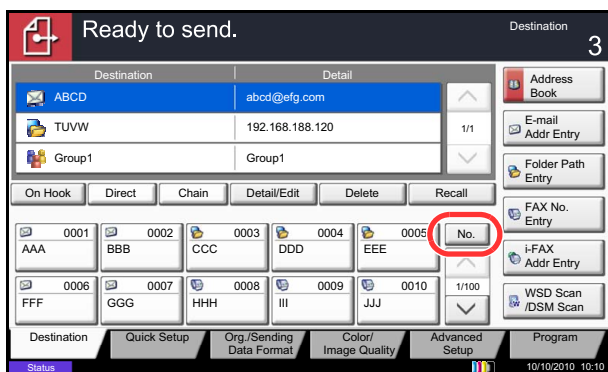 Ready to send.
Destination
3
Destination Detail
ABCD abcd@efg.com
TUVW 192.168.188.120 1/1
Group1 Group1
On Hook Direct Chain Detail/Edit Delete Recall
0001 0002 0003 0004 0005 No.
AAA BBB CCC DDD EEE
0006 0007 0008 0009 0010 1/100
FFF GGG HHH III JJJ
Address
Book
E-mail
Addr Entry
Folder Path
Entry
FAX No.
Entry
i-FAX
Addr Entry
WSD Scan
/DSM Scan
Destination Quick Setup Org./Sending
Data Format Color/
Image Quality Advanced
Setup Program
Status 10/10/2010 10:10